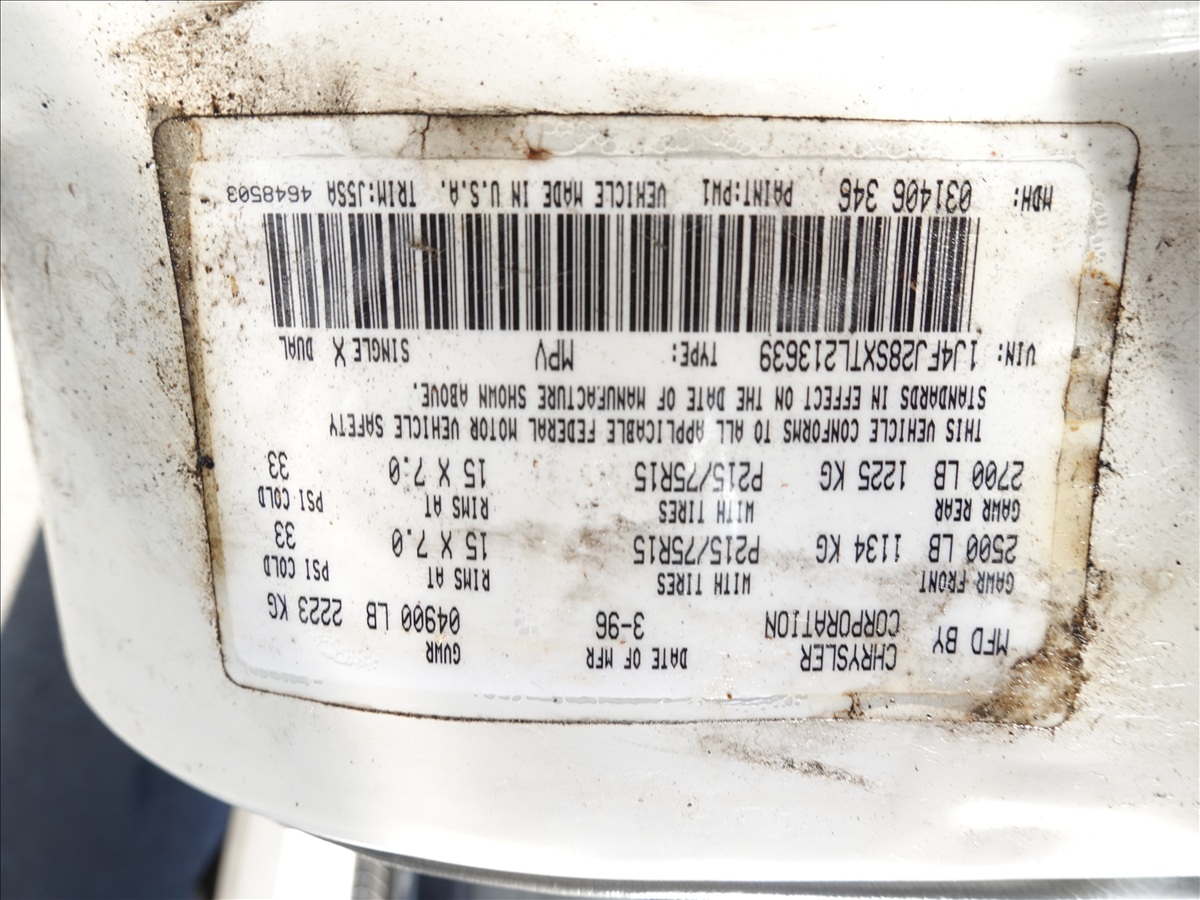 MFD BY CHRYSLER CORPORATION DATE OF MFR 3-96 GVWR 04900 LB 2223 KG
GAWR FRONT WITH TIRES RIMS AT PSI COLD
2500 LB 1134 KG P215/75R15 15 X 7.0 33
GAWR REAR WITH TIRES RIMS AT PSI COLD
2700 LB 1225 KG P215/75R15 15 X 7.0 33
THIS VEHICLE CONFORMS TO ALL APPLICABLE FEDERAL MOTOR VEHICLE SAFETY
STANDARDS IN EFFECT ON THE DATE OF MANUFACTURE SHOWN ABOVE.
VIN: 1J4FJ28SXTL213639 TYPE: MPV SINGLE X DUAL
MDH: 031406 346 PAINT:PW1 VEHICLE MADE IN U.S.A. TRIM:J5SA 4648503